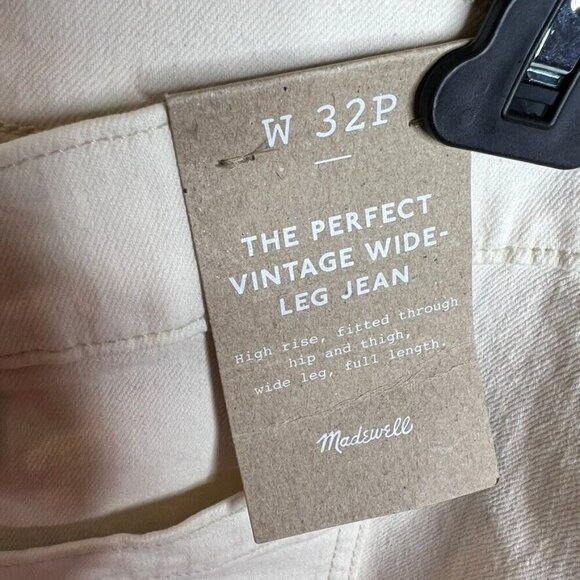 W 32P
THE PERFECT
VINTAGE WIDE-
LEG JEAN
High rise, fitted through
hip and thigh,
wide leg, full length.
Madewell